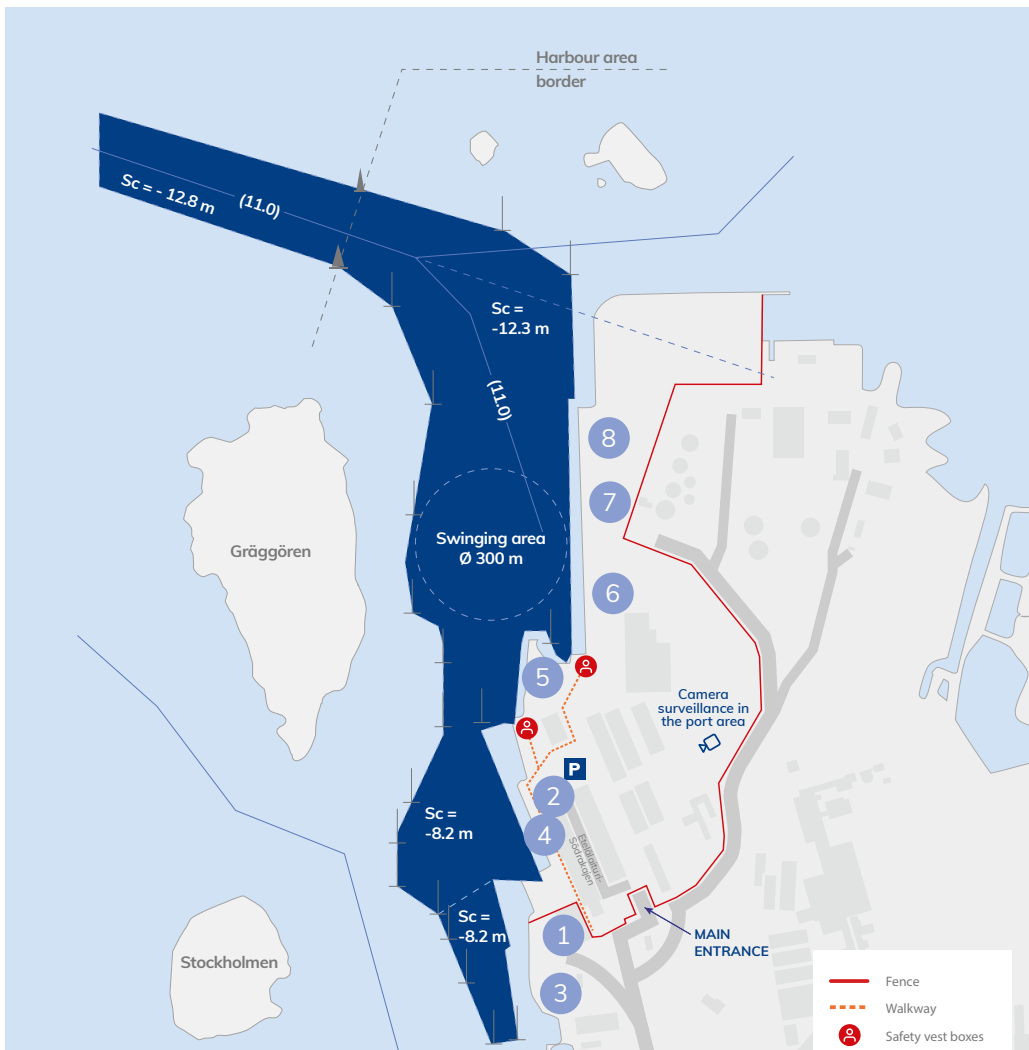 Harbour area
border
Sc = - 12.8 m
(11.0)
Sc =
-12.3 m
(11.0)
8
7
Swinging area
Ø 300 m
Gräggören
6
5
Camera
surveillance in
the port area
P
2
Sc =
-8.2 m
4
Etelälaituri-
Södrakajen
Sc =
-8.2 m
1
MAIN
ENTRANCE
Stockholmen
3
Fence
Walkway
Safety vest boxes